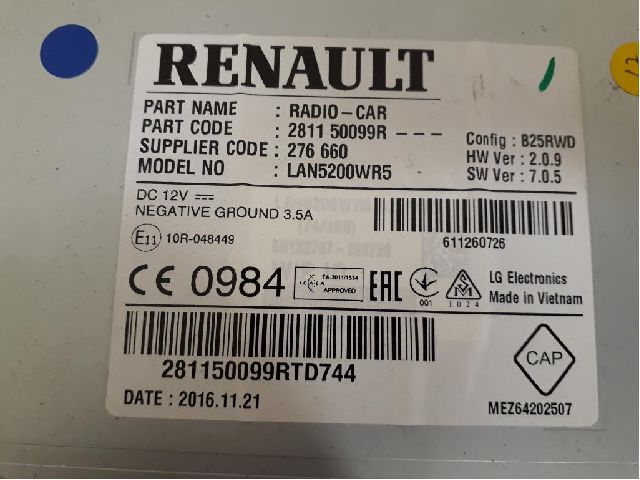 RENAULT
PART NAME : RADIO-CAR
PART CODE : 2811 50099R - - -
SUPPLIER CODE : 276 660
MODEL NO : LAN5200WR5
Config : B25RWD
HW Ver : 2.0.9
SW Ver : 7.0.5
DC 12V
NEGATIVE GROUND 3.5A
E11 10R-048449
611260726
CE 0984
APPROVED
EAC
001
1024
LG Electronics
Made in Vietnam
281150099RTD744
DATE : 2016.11.21
CAP
MEZ64202507